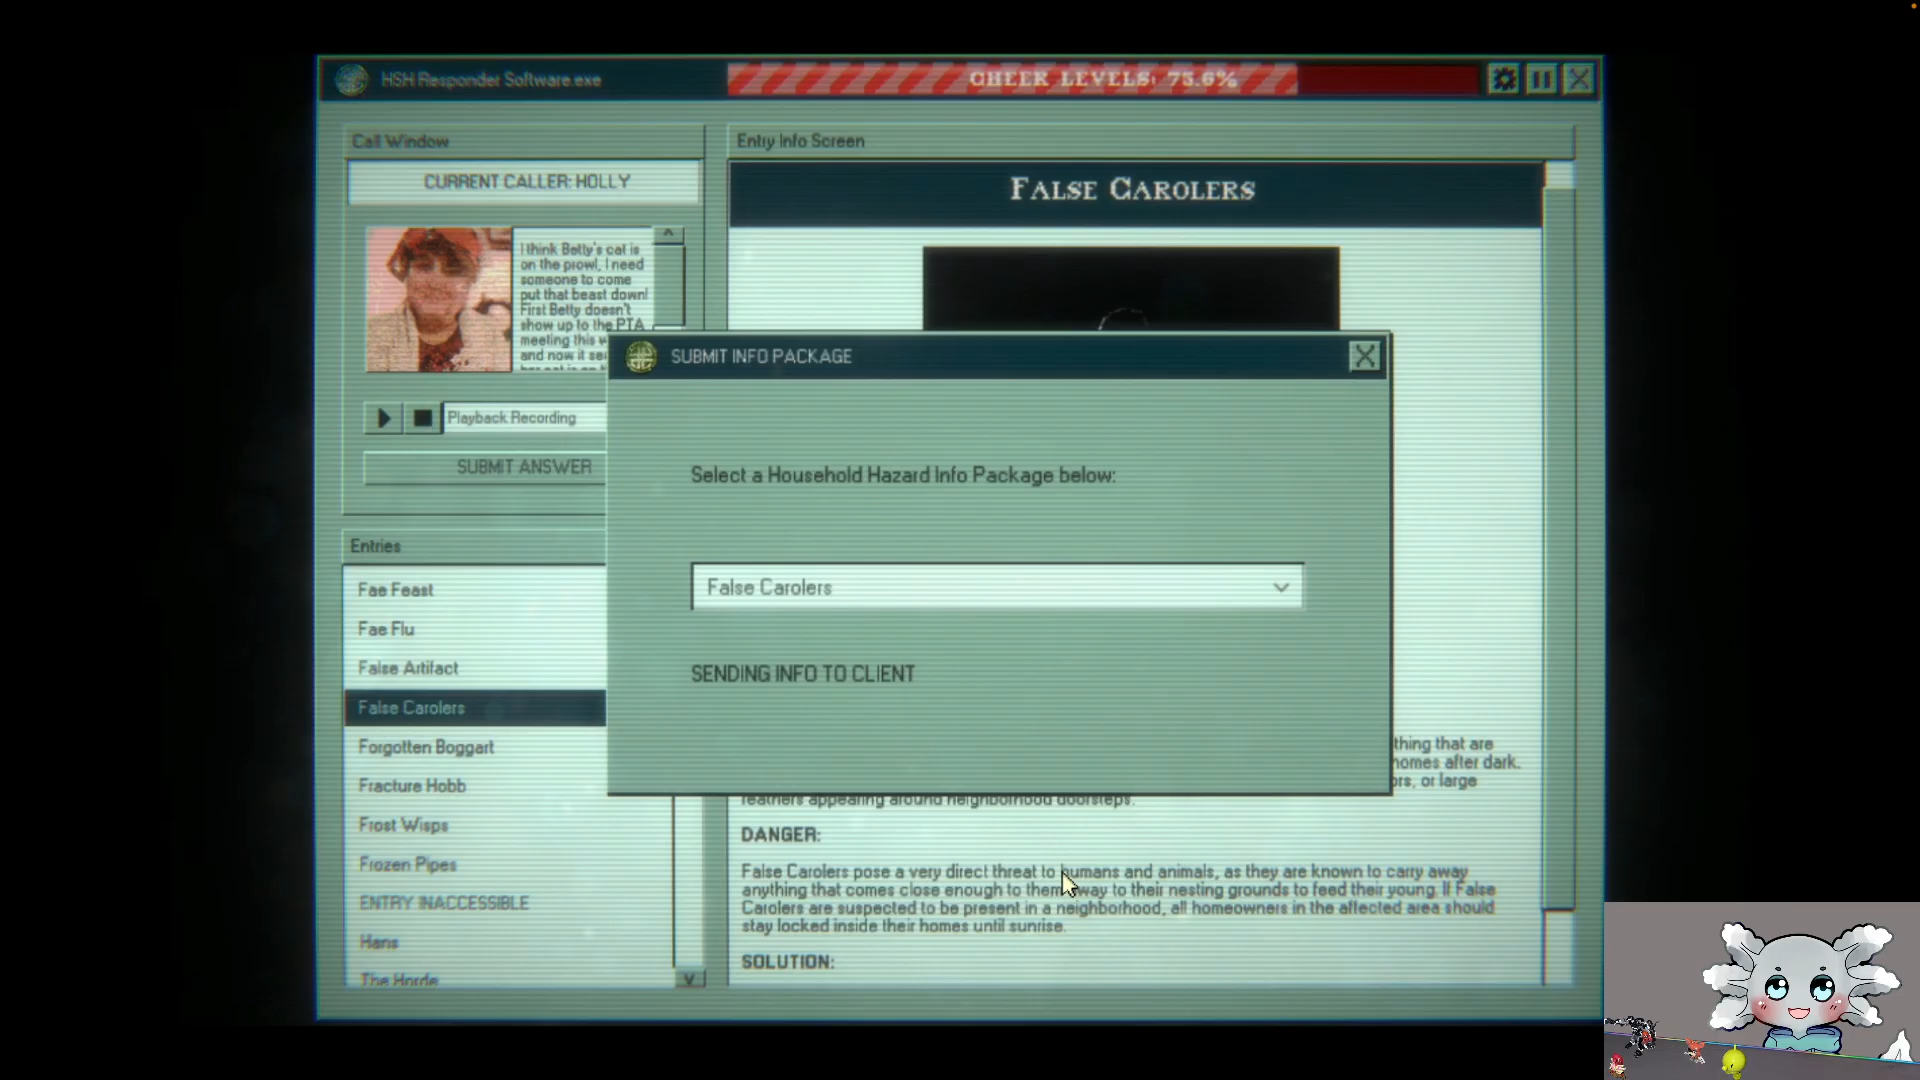 HSH Responder Software.exe
CHEER LEVELS: 75.6%
Call Window
CURRENT CALLER: HOLLY
I think Betty's cat is
on the prowl, I need
someone to come
put that beast down!
First Betty doesn't
show up to the PTA
meeting this w
and now it se
Playback Recording
SUBMIT ANSWER
Entries
Fae Feast
Fae Flu
False Artifact
False Carolers
Forgotten Boggart
Fracture Hobb
Frost Wisps
Frozen Pipes
ENTRY INACCESSIBLE
Hans
The Horde
Entry Info Screen
FALSE CAROLERS
SUBMIT INFO PACKAGE
Select a Household Hazard Info Package below:
False Carolers
SENDING INFO TO CLIENT
thing that are
homes after dark.
ors, or large
feathers appearing around neighborhood doorsteps.
DANGER:
False Carolers pose a very direct threat to humans and animals, as they are known to carry away
anything that comes close enough to them away to their nesting grounds to feed their young. If False
Carolers are suspected to be present in a neighborhood, all homeowners in the affected area should
stay locked inside their homes until sunrise.
SOLUTION: